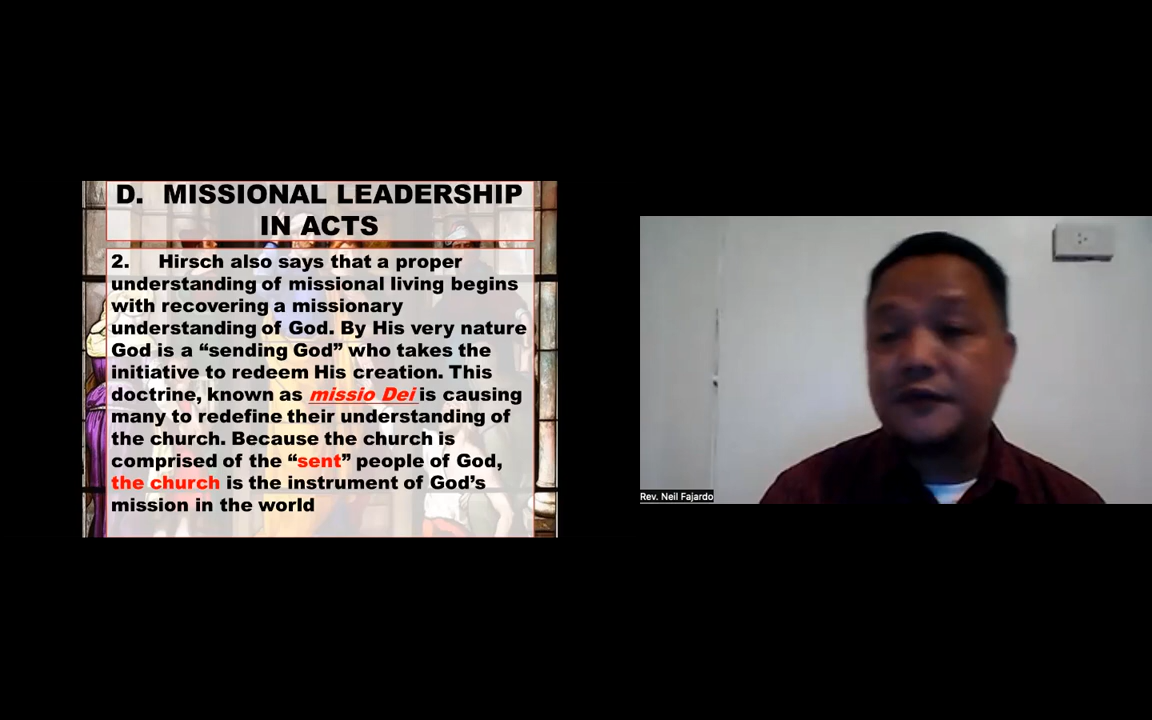 D. MISSIONAL LEADERSHIP
IN ACTS
2. Hirsch also says that a proper
understanding of missional living begins
with recovering a missionary
understanding of God. By His very nature
God is a “sending God” who takes the
initiative to redeem His creation. This
doctrine, known as missio Dei is causing
many to redefine their understanding of
the church. Because the church is
comprised of the “sent” people of God,
the church is the instrument of God’s
mission in the world
Rev. Neil Fajardo